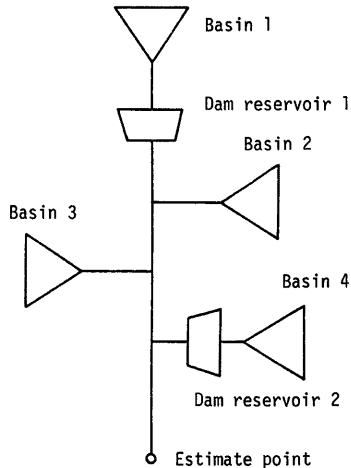 Basin 1
Dam reservoir 1
Basin 2
Basin 3
Basin 4
Dam reservoir 2
Estimate point